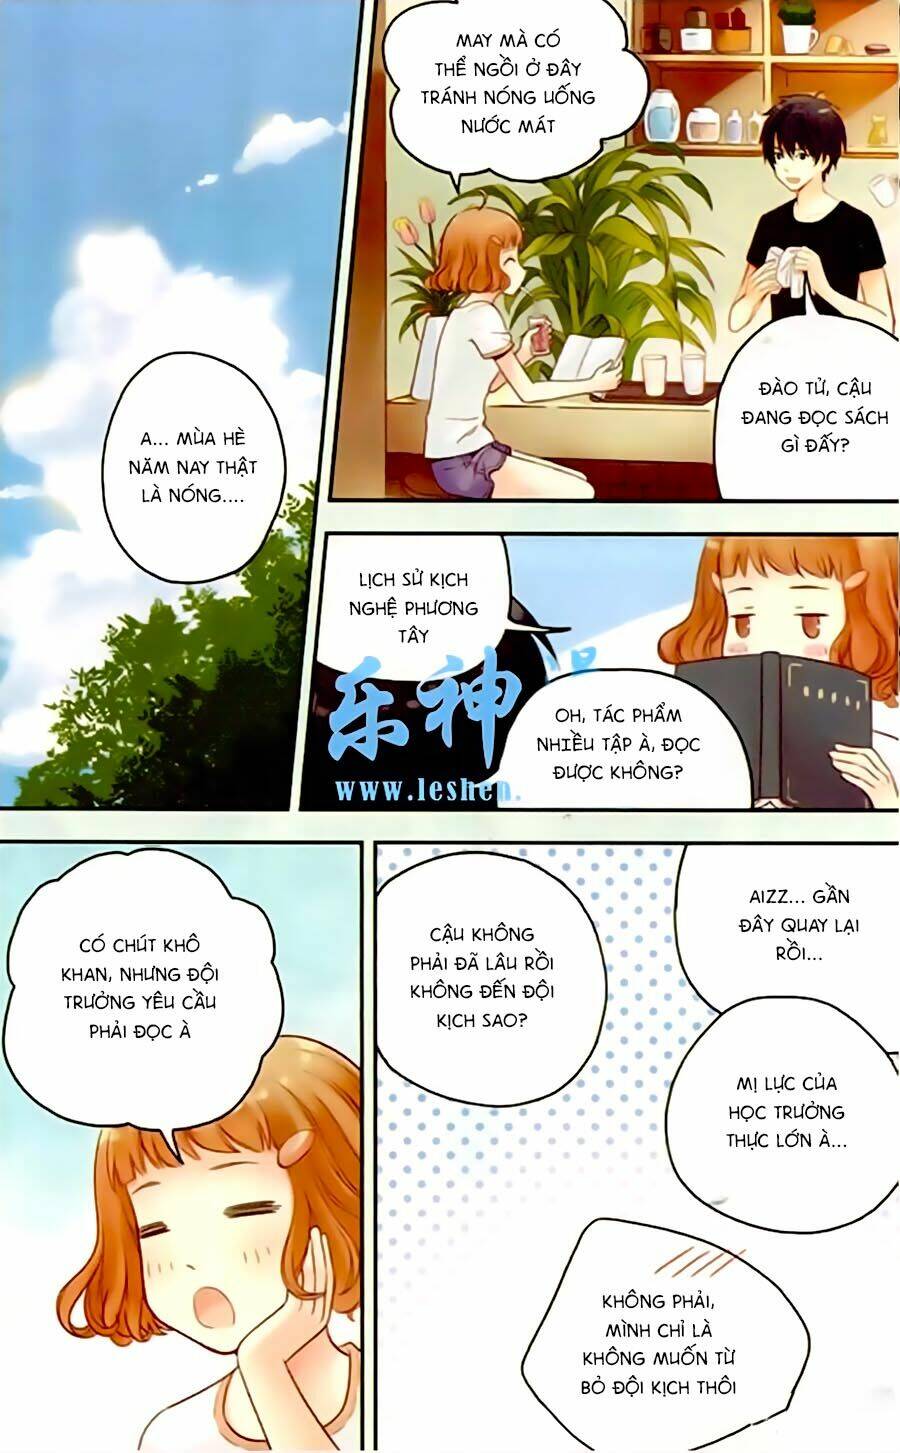 A... MÙA HÈ
NĂM NAY THẬT
LÀ NÓNG....
MAY MÀ CÓ
THỂ NGỒI Ở ĐÂY
TRÁNH NÓNG UỐNG
NƯỚC MÁT
ĐÀO TỬ, CẬU
ĐANG ĐỌC SÁCH
GÌ ĐẤY?
LỊCH SỬ KỊCH
NGHỆ PHƯƠNG
TÂY
OH, TÁC PHẨM
NHIỀU TẬP À, ĐỌC
ĐƯỢC KHÔNG?
乐神漫
www.leshen.
CÓ CHÚT KHÔ
KHAN, NHƯNG ĐỘI
TRƯỞNG YÊU CẦU
PHẢI ĐỌC À
CẬU KHÔNG
PHẢI ĐÃ LÂU RỒI
KHÔNG ĐẾN ĐỘI
KỊCH SAO?
AIZZ... GẦN
ĐÂY QUAY LẠI
RỒI...
MỊ LỰC CỦA
HỌC TRƯỞNG
THỰC LỚN À...
KHÔNG PHẢI,
MÌNH CHỈ LÀ
KHÔNG MUỐN TỪ
BỎ ĐỘI KỊCH THÔI